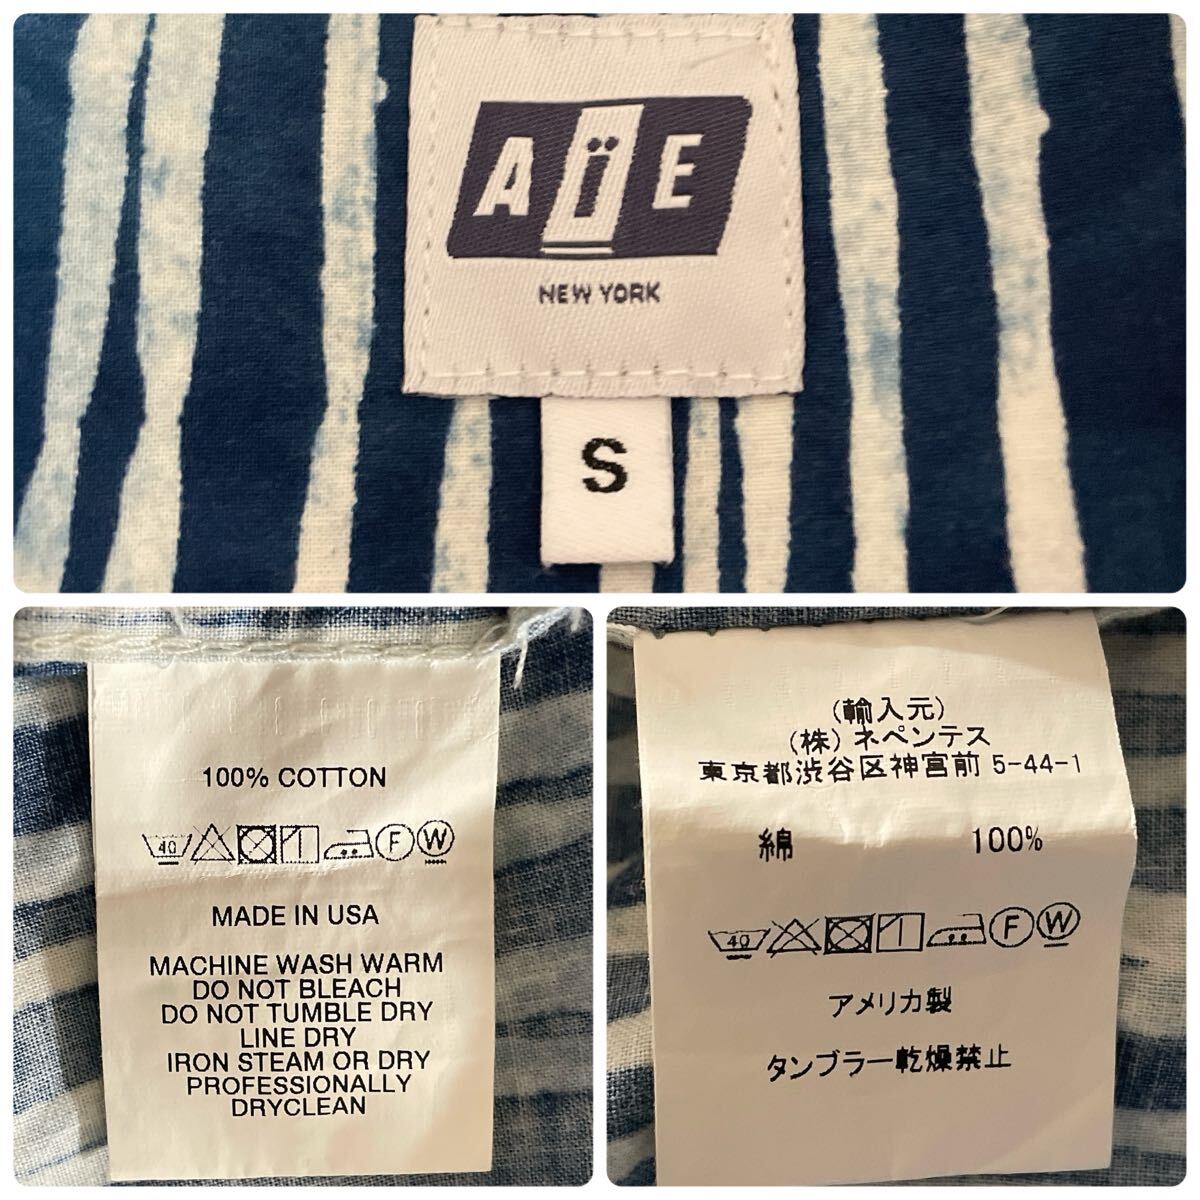 AïE
NEW YORK
S
100% COTTON
40 F W
MADE IN USA
MACHINE WASH WARM
DO NOT BLEACH
DO NOT TUMBLE DRY
LINE DRY
IRON STEAM OR DRY
PROFESSIONALLY
DRYCLEAN
(輸入元)
(株) ネペンテス
東京都渋谷区神宮前 5-44-1
綿 100%
40 F W
アメリカ製
タンブラー乾燥禁止